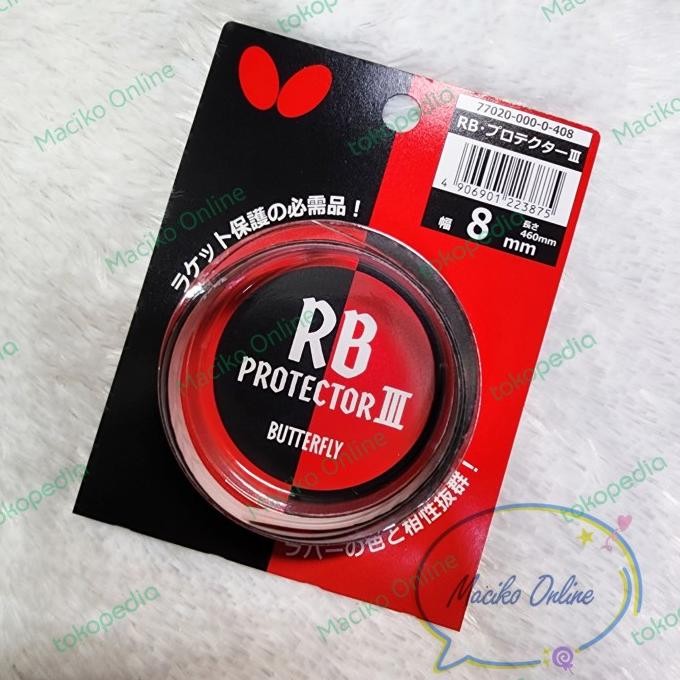 77020-000-0-408
RB・プロテクターIII
4 906901 223875
幅 8 mm
長さ
460mm
ラケット保護の必需品!
RB
PROTECTOR III
BUTTERFLY
ラバーの色と相性抜群!
Maciko Online
tokopedia